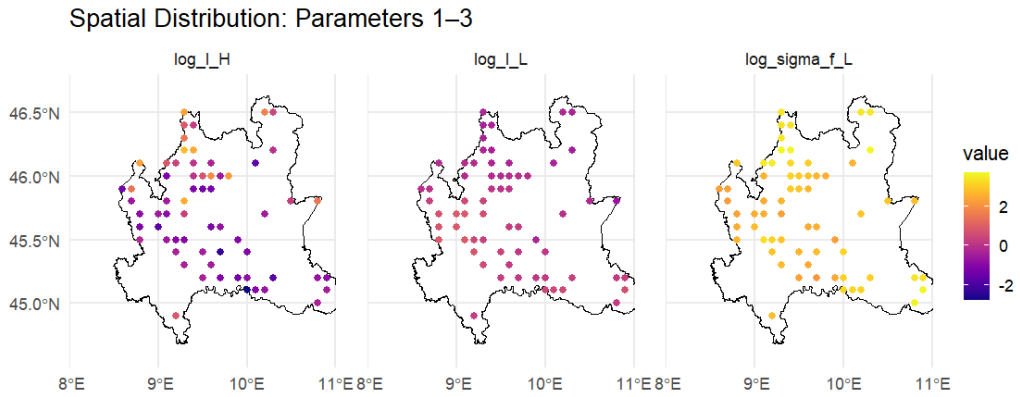 Spatial Distribution: Parameters 1–3
log_l_H log_l_L log_sigma_f_L
46.5°N
46.0°N
45.5°N
45.0°N
8°E 9°E 10°E 11°E 8°E 9°E 10°E 11°E 8°E 9°E 10°E 11°E
value
2
0
-2